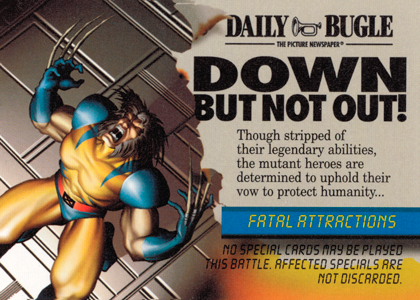 DAILY BUGLE
THE PICTURE NEWSPAPER®
DOWN
BUT NOT OUT!
Though stripped of
their legendary abilities,
the mutant heroes are
determined to uphold their
vow to protect humanity...
FATAL ATTRACTIONS
NO SPECIAL CARDS MAY BE PLAYED
THIS BATTLE. AFFECTED SPECIALS ARE
NOT DISCARDED.